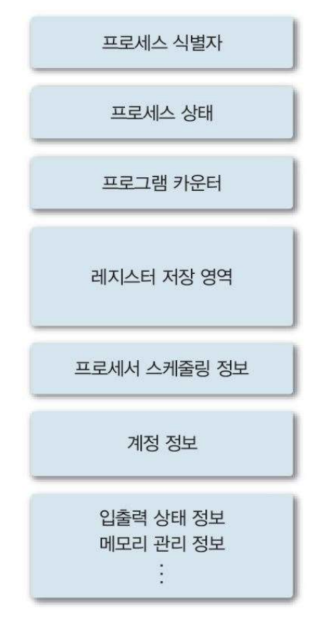 프로세스 식별자
프로세스 상태
프로그램 카운터
레지스터 저장 영역
프로세서 스케줄링 정보
계정 정보
입출력 상태 정보
메모리 관리 정보
⋮